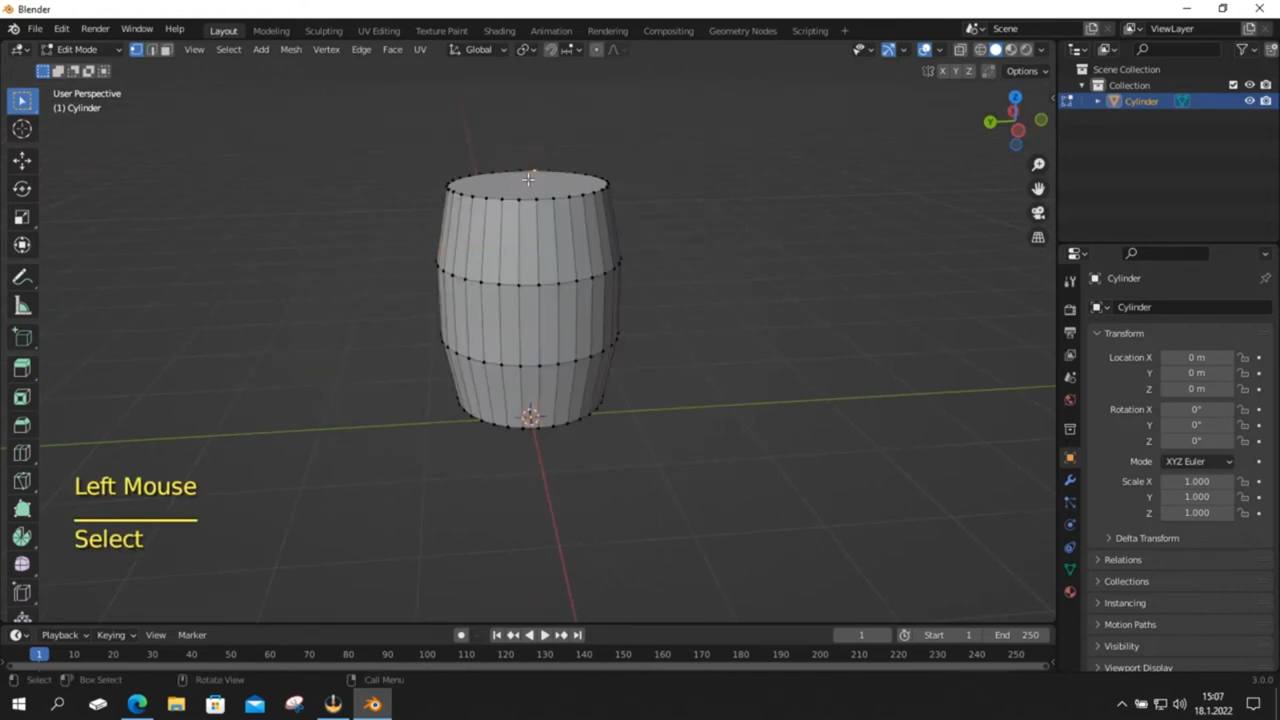 Blender
File Edit Render Window Help
Layout Modeling Sculpting UV Editing Texture Paint Shading Animation Rendering Compositing Geometry Nodes Scripting +
Scene
ViewLayer
Edit Mode
View Select Add Mesh Vertex Edge Face UV
Global
X Y Z
Options
User Perspective
(1) Cylinder
Z
Y
Scene Collection
Collection
Cylinder
Cylinder
Cylinder
Transform
Location X 0 m
Y 0 m
Z 0 m
Rotation X 0°
Y 0°
Z 0°
Mode XYZ Euler
Scale X 1.000
Y 1.000
Z 1.000
Delta Transform
Relations
Collections
Instancing
Motion Paths
Visibility
Viewport Display
Left Mouse
Select
Playback Keying View Marker
1
Start 1
End 250
1 10 20 30 40 50 60 70 80 90 100 110 120 130 140 150 160 170 180 190 200 210 220 230 240 250
Select Box Select Rotate View Call Menu
3.0.0
15:07
18.1.2022